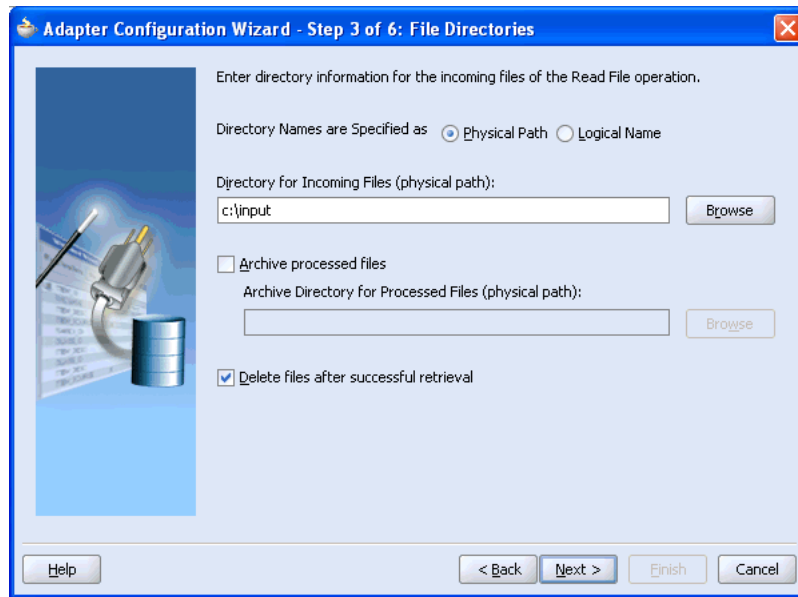 Adapter Configuration Wizard - Step 3 of 6: File Directories
Enter directory information for the incoming files of the Read File operation.
Directory Names are Specified as Physical Path Logical Name
Directory for Incoming Files (physical path):
c:\input Browse
Archive processed files
Archive Directory for Processed Files (physical path):
Browse
Delete files after successful retrieval
Help < Back Next > Finish Cancel